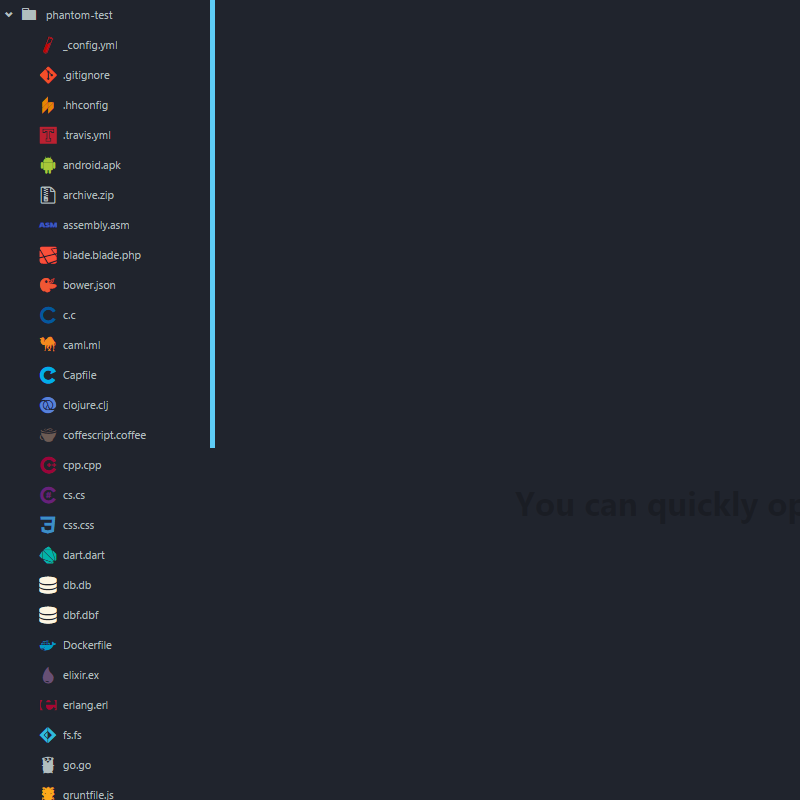 phantom-test
_config.yml
.gitignore
.hhconfig
.travis.yml
android.apk
archive.zip
ASM assembly.asm
blade.blade.php
bower.json
c.c
caml.ml
Capfile
clojure.clj
coffescript.coffee
cpp.cpp
cs.cs
css.css
dart.dart
db.db
dbf.dbf
Dockerfile
elixir.ex
erlang.erl
fs.fs
go.go
gruntfile.js
You can quickly op